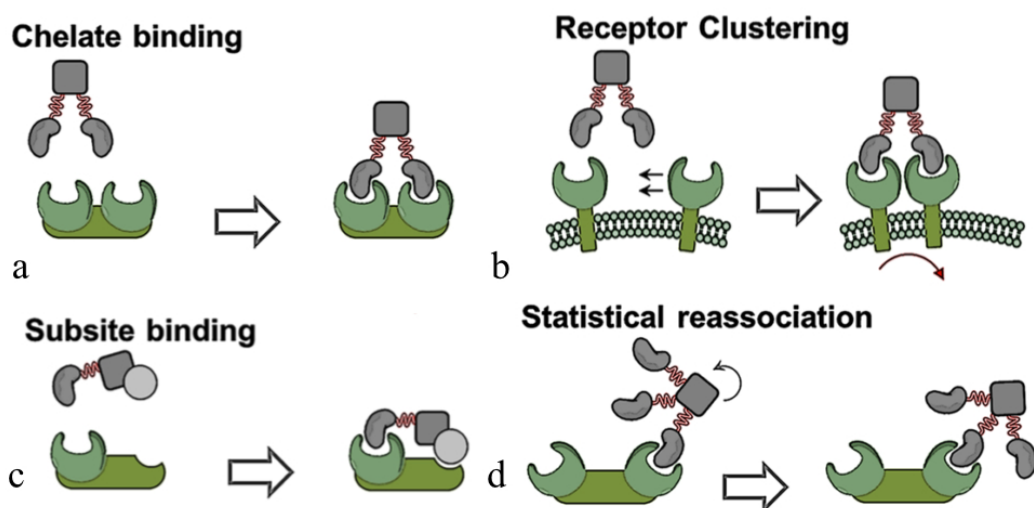 Chelate binding
a
Receptor Clustering
b
Subsite binding
c
Statistical reassociation
d